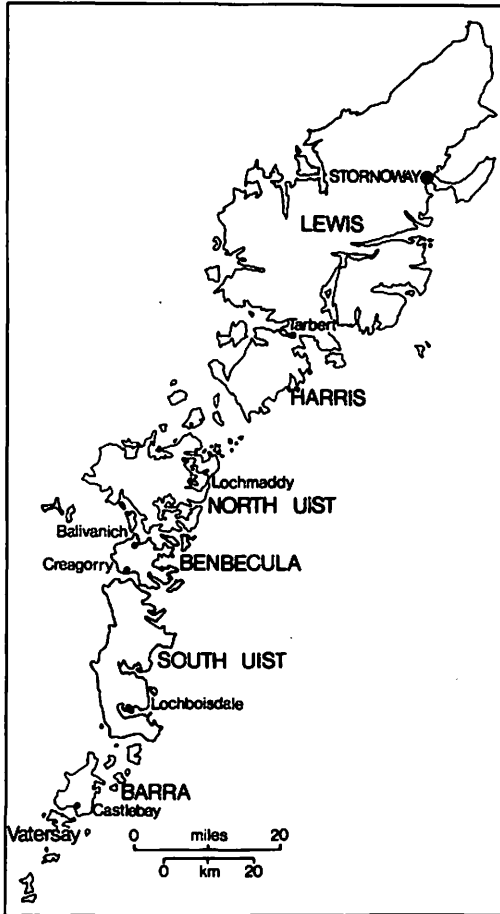 STORNOWAY
LEWIS
Tarbert
HARRIS
Lochmaddy
NORTH UIST
Balivanich
Creagorry
BENBECULA
SOUTH UIST
Lochboisdale
BARRA
Castlebay
Vatersay
0 miles 20
0 km 20